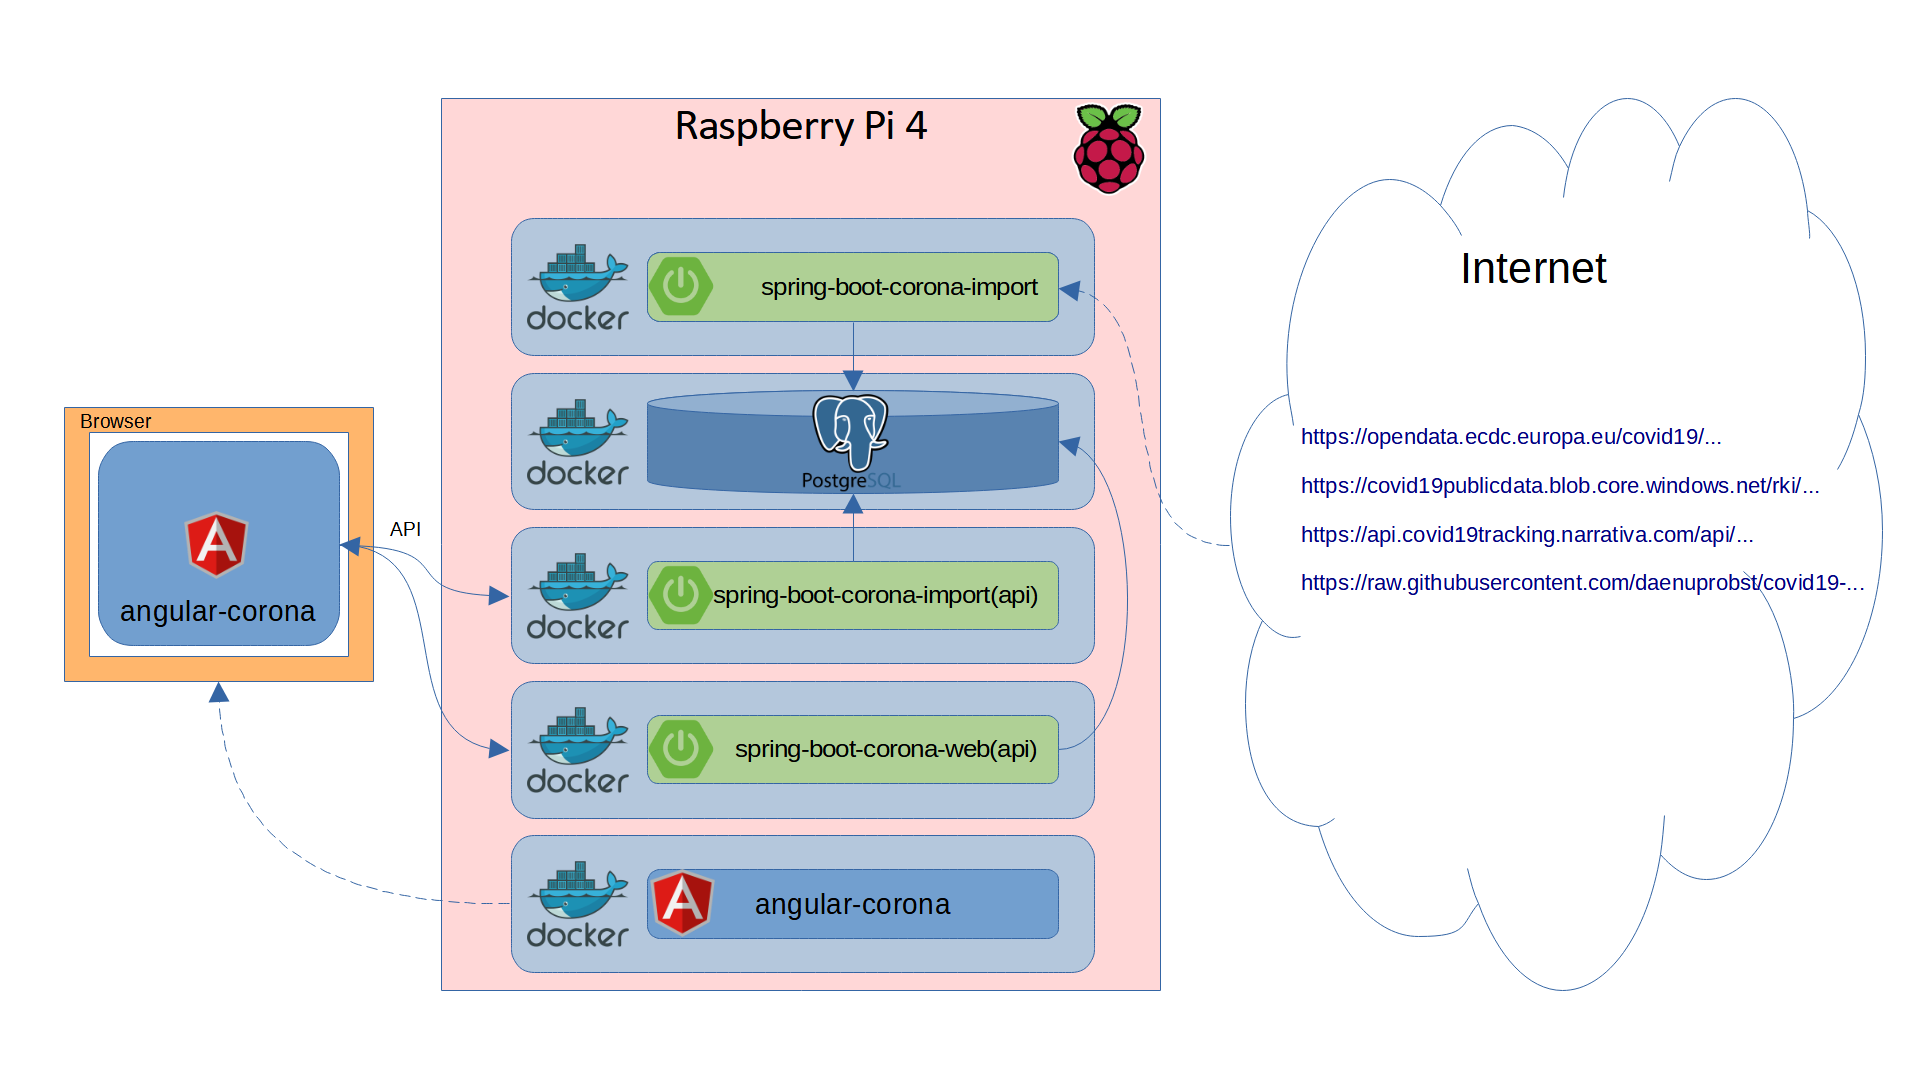 Raspberry Pi 4
docker
spring-boot-corona-import
docker
PostgreSQL
docker
spring-boot-corona-import(api)
docker
spring-boot-corona-web(api)
docker
angular-corona
Browser
angular-corona
API
Internet
https://opendata.ecdc.europa.eu/covid19/...
https://covid19publicdata.blob.core.windows.net/rki/...
https://api.covid19tracking.narrativa.com/api/...
https://raw.githubusercontent.com/daenuprobst/covid19-...